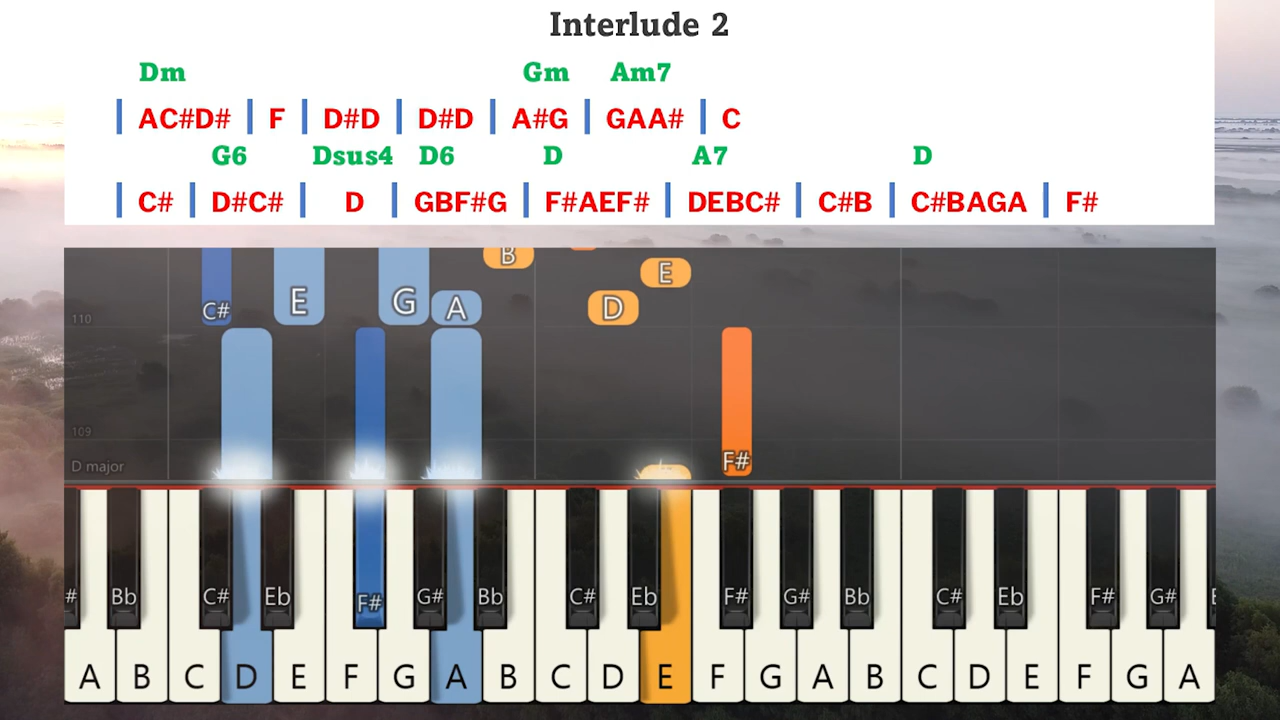 Interlude 2
Dm Gm Am7
| AC#D# | F | D#D | D#D | A#G | GAA# | C
G6 Dsus4 D6 D A7 D
| C# | D#C# | D | GBF#G | F#AEF# | DEBC# | C#B | C#BAGA | F#
B
E
C# E G A D
110
109
F#
D major
# Bb C# Eb F# G# Bb C# Eb F# G# Bb C# Eb F# G# E
A B C D E F G A B C D E F G A B C D E F G A